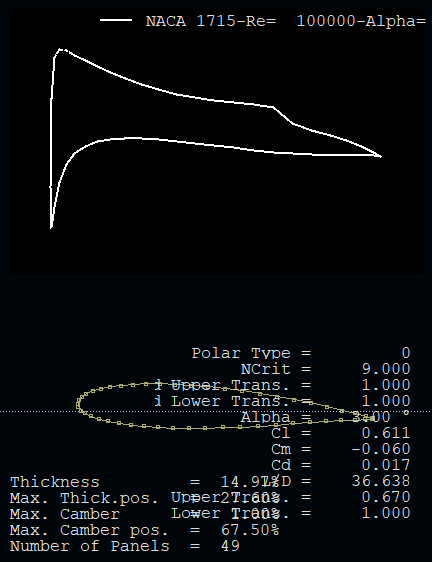 NACA 1715-Re=  100000-Alpha=
Polar Type = 0
NCrit = 9.000
Upper Trans. = 1.000
Lower Trans. = 1.000
Alpha =
Cl = 0.611
Cm = -0.060
Cd = 0.017
L/D = 36.638
Thickness = 14.97%
Max. Thick.pos. = 27.60%
Upper Trans. = 0.670
Max. Camber = 1.00%
Lower Trans. = 1.000
Max. Camber pos. = 67.50%
Number of Panels = 49